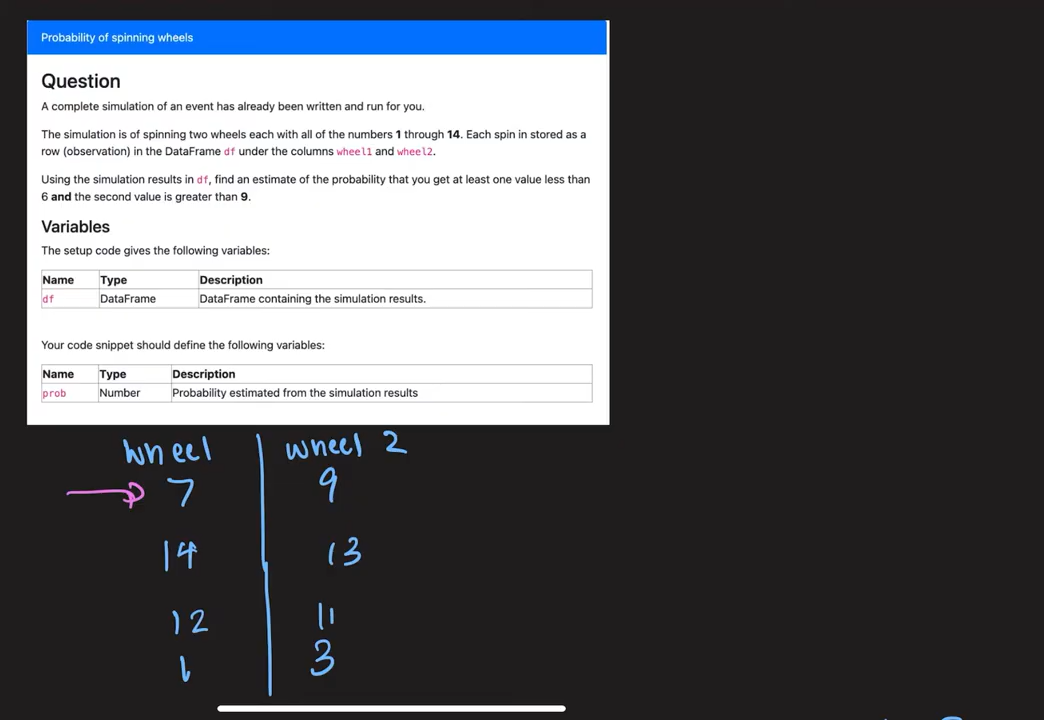 Probability of spinning wheels
Question
A complete simulation of an event has already been written and run for you.
The simulation is of spinning two wheels each with all of the numbers 1 through 14. Each spin in stored as a
row (observation) in the DataFrame df under the columns wheel1 and wheel2.
Using the simulation results in df, find an estimate of the probability that you get at least one value less than
6 and the second value is greater than 9.
Variables
The setup code gives the following variables:
Name Type Description
df DataFrame DataFrame containing the simulation results.
Your code snippet should define the following variables:
Name Type Description
prob Number Probability estimated from the simulation results
wheel wheel 2
7 9
14 13
12 11
1 3